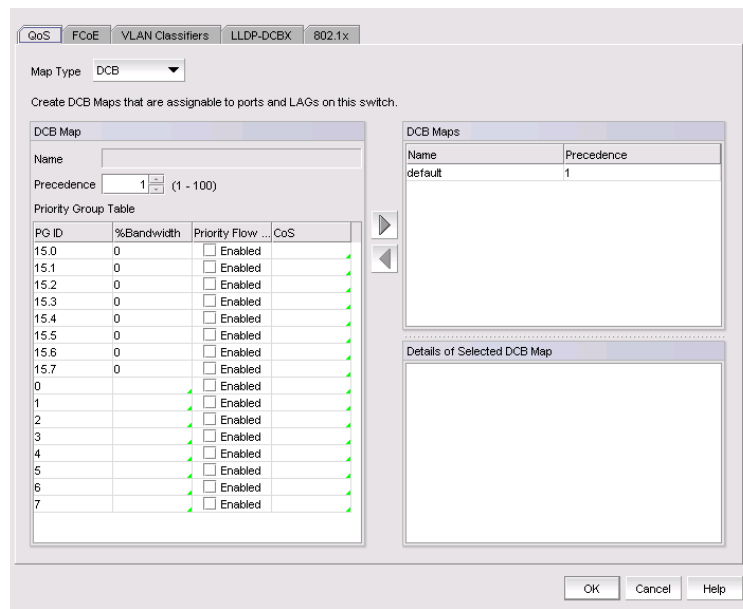 QoS FCoE VLAN Classifiers LLDP-DCBX 802.1x
Map Type DCB
Create DCB Maps that are assignable to ports and LAGs on this switch.
DCB Map
Name
Precedence 1 (1 - 100)
Priority Group Table
PG ID %Bandwidth Priority Flow ... CoS
15.0 0 Enabled
15.1 0 Enabled
15.2 0 Enabled
15.3 0 Enabled
15.4 0 Enabled
15.5 0 Enabled
15.6 0 Enabled
15.7 0 Enabled
0 Enabled
1 Enabled
2 Enabled
3 Enabled
4 Enabled
5 Enabled
6 Enabled
7 Enabled
DCB Maps
Name Precedence
default 1
Details of Selected DCB Map
OK Cancel Help